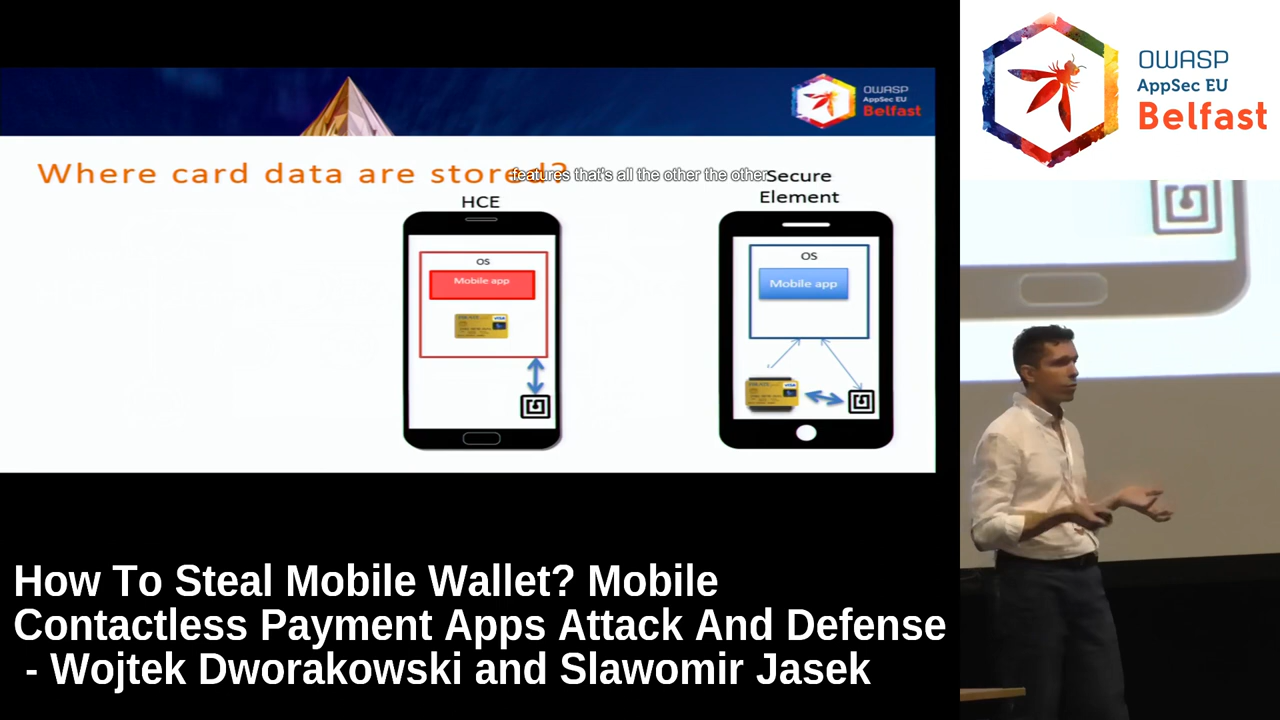 OWASP
AppSec EU
Belfast
OWASP
AppSec EU
Belfast
Where card data are stored?
features that's all the other the other
HCE
Secure
Element
OS
Mobile app
VISA
OS
Mobile app
VISA
How To Steal Mobile Wallet? Mobile
Contactless Payment Apps Attack And Defense
- Wojtek Dworakowski and Slawomir Jasek